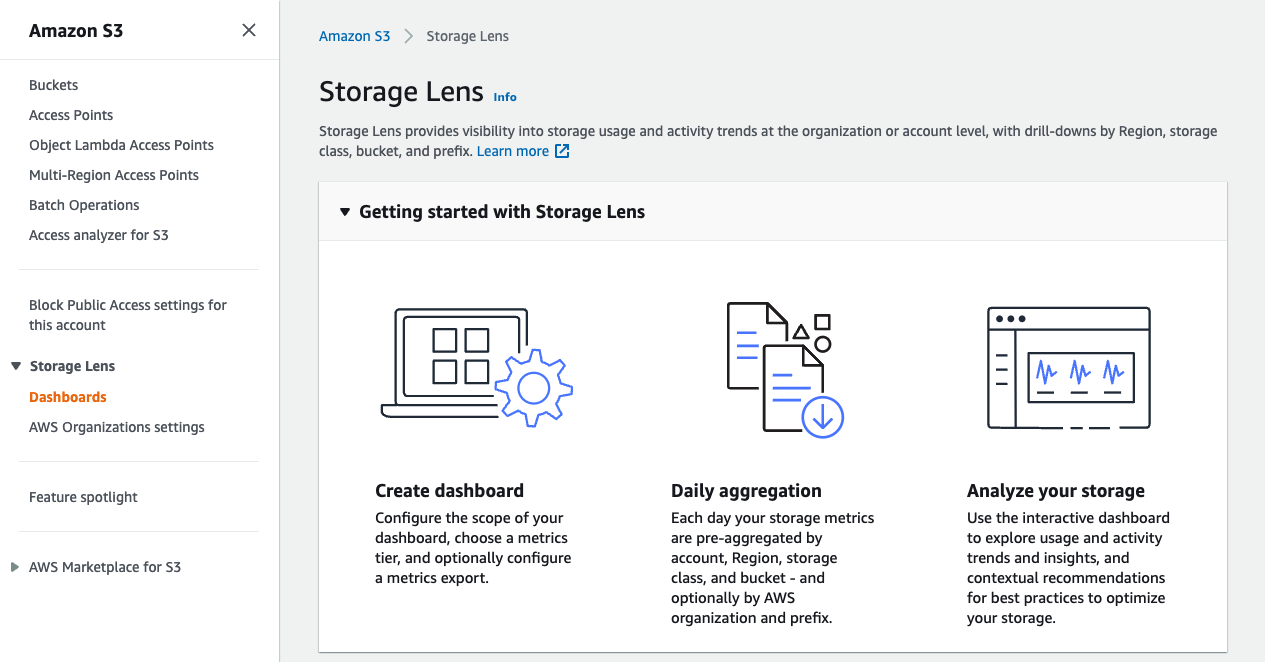 Amazon S3
Buckets
Access Points
Object Lambda Access Points
Multi-Region Access Points
Batch Operations
Access analyzer for S3
Block Public Access settings for
this account
Storage Lens
Dashboards
AWS Organizations settings
Feature spotlight
AWS Marketplace for S3
Amazon S3 > Storage Lens
Storage Lens Info
Storage Lens provides visibility into storage usage and activity trends at the organization or account level, with drill-downs by Region, storage
class, bucket, and prefix. Learn more
Getting started with Storage Lens
Create dashboard
Configure the scope of your
dashboard, choose a metrics
tier, and optionally configure
a metrics export.
Daily aggregation
Each day your storage metrics
are pre-aggregated by
account, Region, storage
class, and bucket - and
optionally by AWS
organization and prefix.
Analyze your storage
Use the interactive dashboard
to explore usage and activity
trends and insights, and
contextual recommendations
for best practices to optimize
your storage.